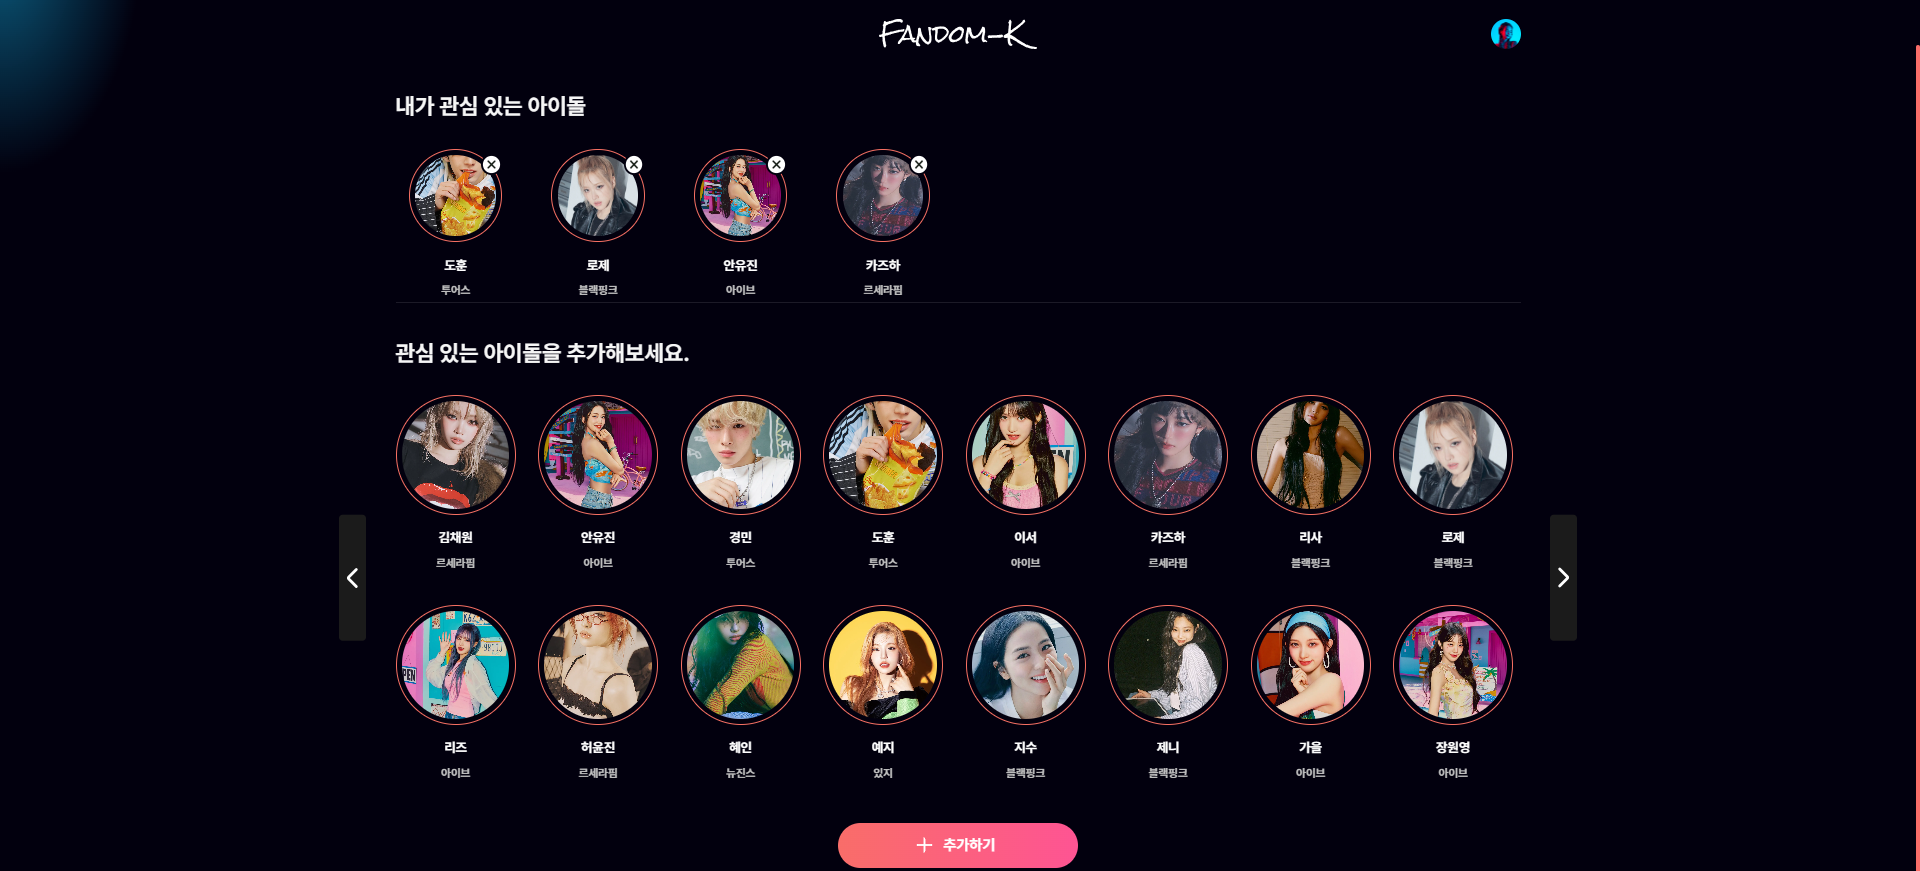 Fandom-K
내가 관심 있는 아이돌
도훈 로제 안유진 카즈하
투어스 블랙핑크 아이브 르세라핌
관심 있는 아이돌을 추가해보세요.
김채원 안유진 경민 도훈 이서 카즈하 리사 로제
르세라핌 아이브 투어스 투어스 아이브 르세라핌 블랙핑크 블랙핑크
리즈 허윤진 혜인 예지 지수 제니 가을 장원영
아이브 르세라핌 뉴진스 있지 블랙핑크 블랙핑크 아이브 아이브
추가하기